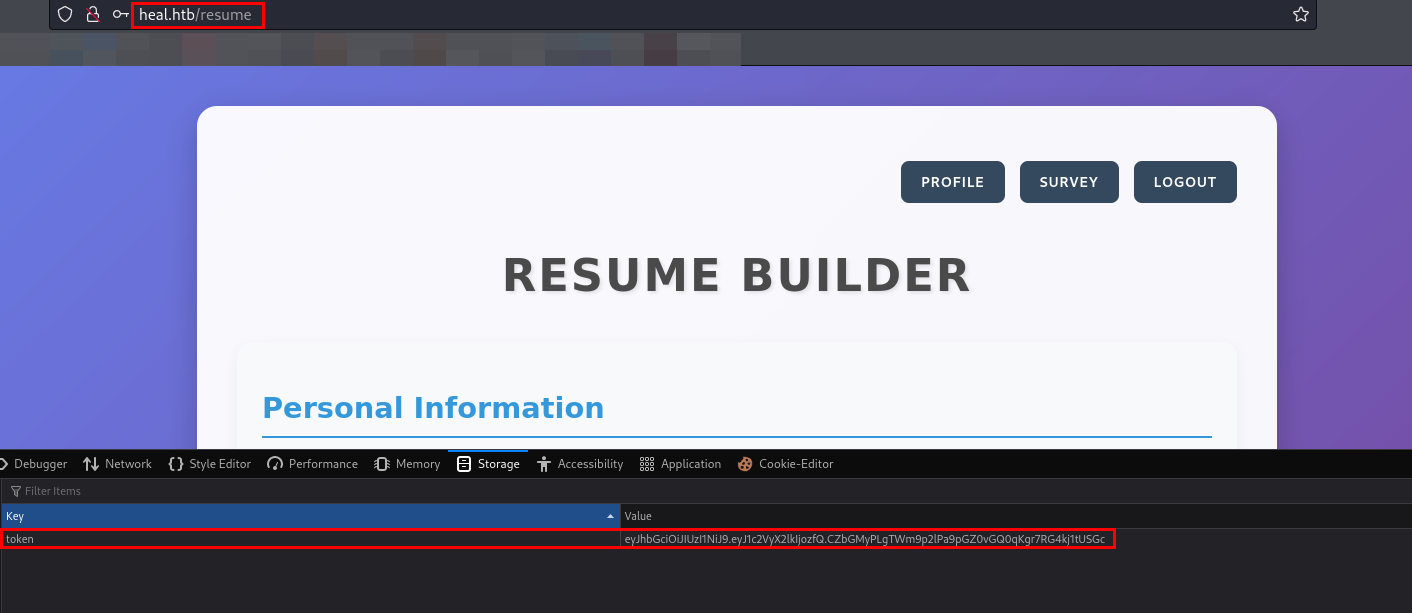 heal.htb/resume
PROFILE SURVEY LOGOUT
RESUME BUILDER
Personal Information
Debugger Network Style Editor Performance Memory Storage Accessibility Application Cookie-Editor
Filter Items
Key Value
token eyJhbGciOiJIUzI1NiJ9.eyJ1c2VyX2lkIjozfQ.CZbGMyPLgTWm9p2lPa9pGZ0vGQ0qKgr7RG4kj1tUSGc